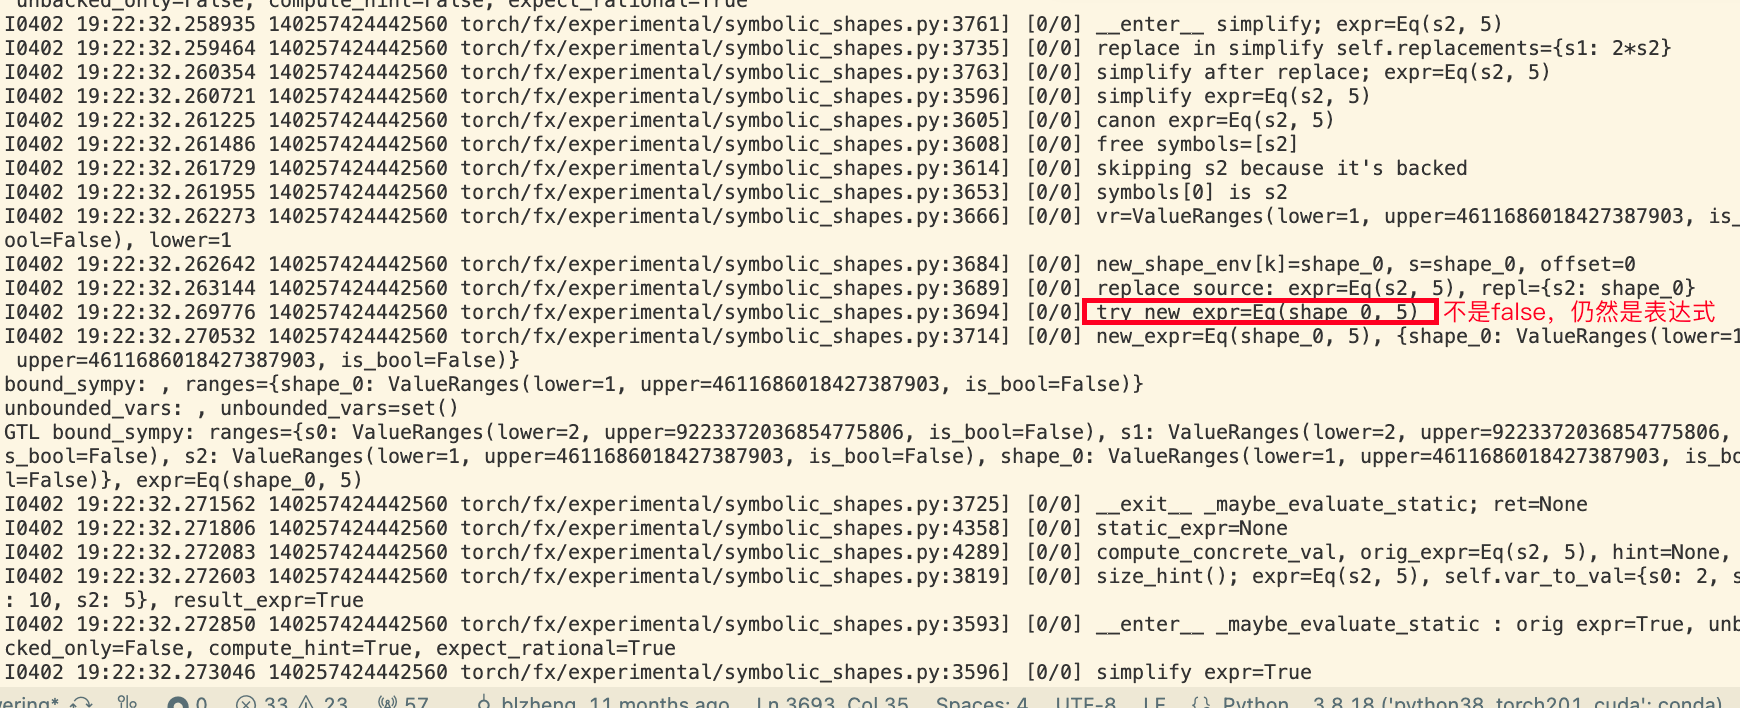 unbacked_only=False, compute_hint=False, expect_rational=True
I0402 19:22:32.258935 140257424442560 torch/fx/experimental/symbolic_shapes.py:3761] [0/0] __enter__ simplify; expr=Eq(s2, 5)
I0402 19:22:32.259464 140257424442560 torch/fx/experimental/symbolic_shapes.py:3735] [0/0] replace in simplify self.replacements={s1: 2*s2}
I0402 19:22:32.260354 140257424442560 torch/fx/experimental/symbolic_shapes.py:3763] [0/0] simplify after replace; expr=Eq(s2, 5)
I0402 19:22:32.260721 140257424442560 torch/fx/experimental/symbolic_shapes.py:3596] [0/0] simplify expr=Eq(s2, 5)
I0402 19:22:32.261225 140257424442560 torch/fx/experimental/symbolic_shapes.py:3605] [0/0] canon expr=Eq(s2, 5)
I0402 19:22:32.261486 140257424442560 torch/fx/experimental/symbolic_shapes.py:3608] [0/0] free symbols=[s2]
I0402 19:22:32.261729 140257424442560 torch/fx/experimental/symbolic_shapes.py:3614] [0/0] skipping s2 because it's backed
I0402 19:22:32.261955 140257424442560 torch/fx/experimental/symbolic_shapes.py:3653] [0/0] symbols[0] is s2
I0402 19:22:32.262273 140257424442560 torch/fx/experimental/symbolic_shapes.py:3666] [0/0] vr=ValueRanges(lower=1, upper=4611686018427387903, is_
ool=False), lower=1
I0402 19:22:32.262642 140257424442560 torch/fx/experimental/symbolic_shapes.py:3684] [0/0] new_shape_env[k]=shape_0, s=shape_0, offset=0
I0402 19:22:32.263144 140257424442560 torch/fx/experimental/symbolic_shapes.py:3689] [0/0] replace source: expr=Eq(s2, 5), repl={s2: shape_0}
I0402 19:22:32.269776 140257424442560 torch/fx/experimental/symbolic_shapes.py:3694] [0/0] try new expr=Eq(shape_0, 5) 不是false，仍然是表达式
I0402 19:22:32.270532 140257424442560 torch/fx/experimental/symbolic_shapes.py:3714] [0/0] new_expr=Eq(shape_0, 5), {shape_0: ValueRanges(lower=1
upper=4611686018427387903, is_bool=False)}
bound_sympy: , ranges={shape_0: ValueRanges(lower=1, upper=4611686018427387903, is_bool=False)}
unbounded_vars: , unbounded_vars=set()
GTL bound_sympy: ranges={s0: ValueRanges(lower=2, upper=9223372036854775806, is_bool=False), s1: ValueRanges(lower=2, upper=9223372036854775806,
s_bool=False), s2: ValueRanges(lower=1, upper=4611686018427387903, is_bool=False), shape_0: ValueRanges(lower=1, upper=4611686018427387903, is_bo
l=False)}, expr=Eq(shape_0, 5)
I0402 19:22:32.271562 140257424442560 torch/fx/experimental/symbolic_shapes.py:3725] [0/0] __exit__ _maybe_evaluate_static; ret=None
I0402 19:22:32.271806 140257424442560 torch/fx/experimental/symbolic_shapes.py:4358] [0/0] static_expr=None
I0402 19:22:32.272083 140257424442560 torch/fx/experimental/symbolic_shapes.py:4289] [0/0] compute_concrete_val, orig_expr=Eq(s2, 5), hint=None,
I0402 19:22:32.272603 140257424442560 torch/fx/experimental/symbolic_shapes.py:3819] [0/0] size_hint(); expr=Eq(s2, 5), self.var_to_val={s0: 2, s
: 10, s2: 5}, result_expr=True
I0402 19:22:32.272850 140257424442560 torch/fx/experimental/symbolic_shapes.py:3593] [0/0] __enter__ _maybe_evaluate_static : orig expr=True, unb
cked_only=False, compute_hint=True, expect_rational=True
I0402 19:22:32.273046 140257424442560 torch/fx/experimental/symbolic_shapes.py:3596] [0/0] simplify expr=True
wering* 0 33 23 57 blzheng, 11 months ago Ln 3693, Col 35 Spaces: 4 UTF-8 LF {} Python 3.8.18 ('python38_torch201_cuda': conda)